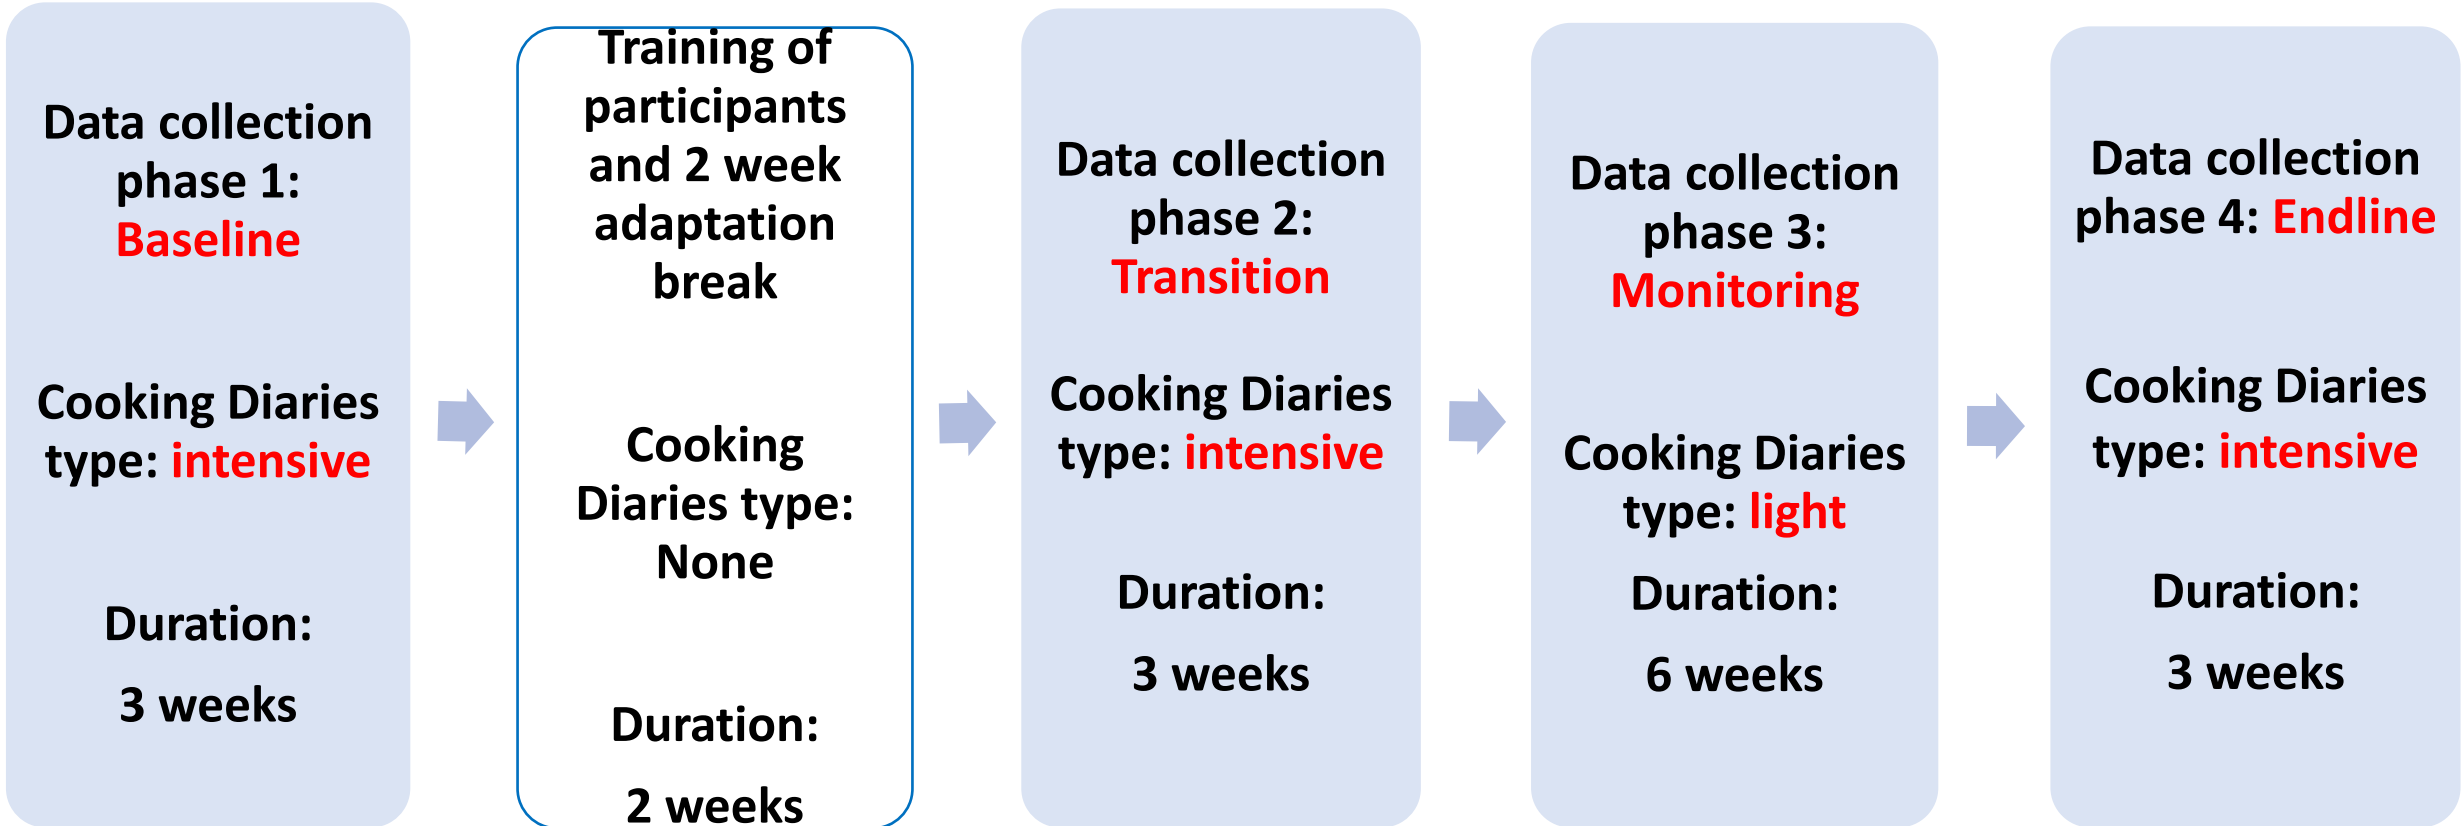 Data collection
phase 1:
Baseline
Cooking Diaries
type: intensive
Duration:
3 weeks
Training of
participants
and 2 week
adaptation
break
Cooking
Diaries type:
None
Duration:
2 weeks
Data collection
phase 2:
Transition
Cooking Diaries
type: intensive
Duration:
3 weeks
Data collection
phase 3:
Monitoring
Cooking Diaries
type: light
Duration:
6 weeks
Data collection
phase 4: Endline
Cooking Diaries
type: intensive
Duration:
3 weeks